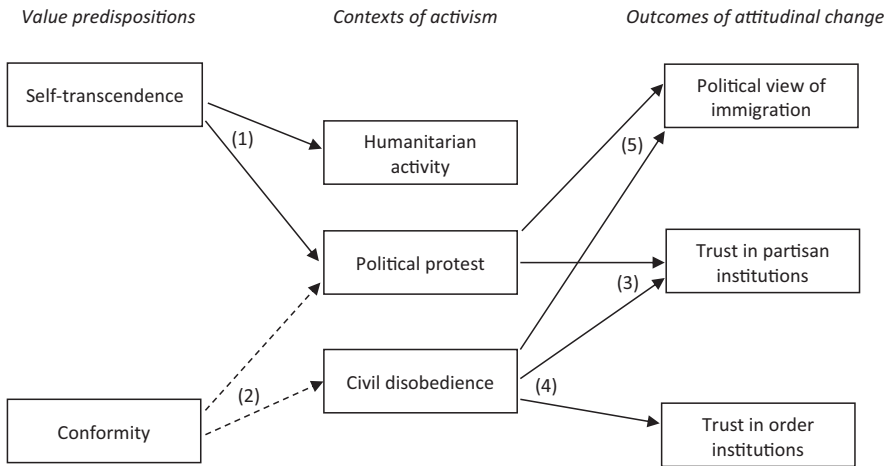 Value predispositions
Contexts of activism
Outcomes of attitudinal change
Self-transcendence
Political view of
immigration
(1)
(5)
Humanitarian
activity
Political protest
Trust in partisan
institutions
(3)
Civil disobedience
(4)
(2)
Conformity
Trust in order
institutions